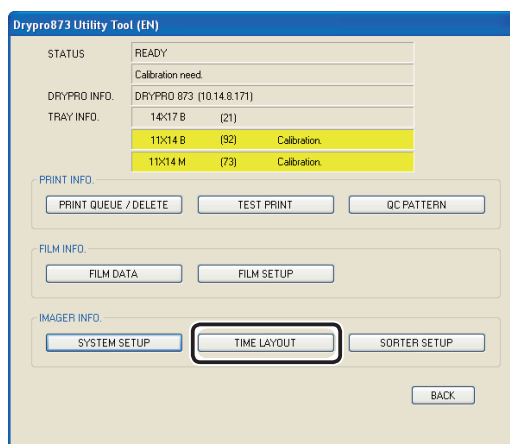 Drypro873 Utility Tool (EN)
STATUS READY
Calibration need.
DRYPRO INFO. DRYPRO 873 (10.14.8.171)
TRAY INFO. 14X17 B (21)
11X14 B (92) Calibration.
11X14 M (73) Calibration.
PRINT INFO.
PRINT QUEUE / DELETE TEST PRINT QC PATTERN
FILM INFO.
FILM DATA FILM SETUP
IMAGER INFO.
SYSTEM SETUP TIME LAYOUT SORTER SETUP
BACK